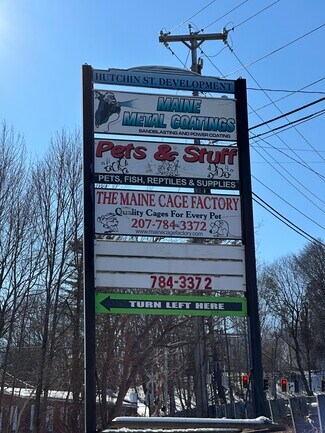 HUTCHIN ST. DEVELOPMENT
MAINE
METAL COATINGS
SANDBLASTING AND POWER COATING
Pets & Stuff
PETS, FISH, REPTILES & SUPPLIES
THE MAINE CAGE FACTORY
Quality Cages For Every Pet
207-784-3372
www.mainecagefactory.com
784-3372
TURN LEFT HERE